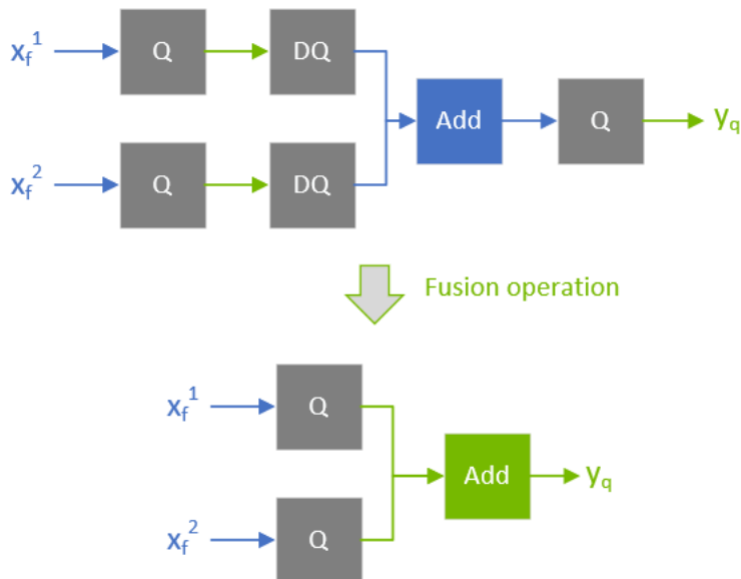 x_f^1 Q DQ
Add Q y_q
x_f^2 Q DQ
Fusion operation
x_f^1 Q
Add y_q
x_f^2 Q